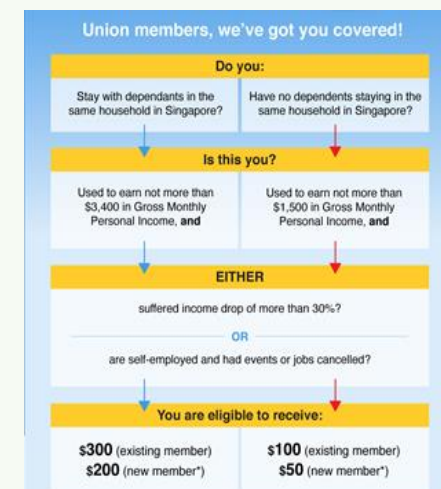 Union members, we've got you covered!
Do you:
Stay with dependants in the
same household in Singapore?
Have no dependents staying in the
same household in Singapore?
Is this you?
Used to earn not more than
$3,400 in Gross Monthly
Personal Income, and
Used to earn not more than
$1,500 in Gross Monthly
Personal Income, and
EITHER
suffered income drop of more than 30%?
OR
are self-employed and had events or jobs cancelled?
You are eligible to receive:
$300 (existing member)
$200 (new member*)
$100 (existing member)
$50 (new member*)